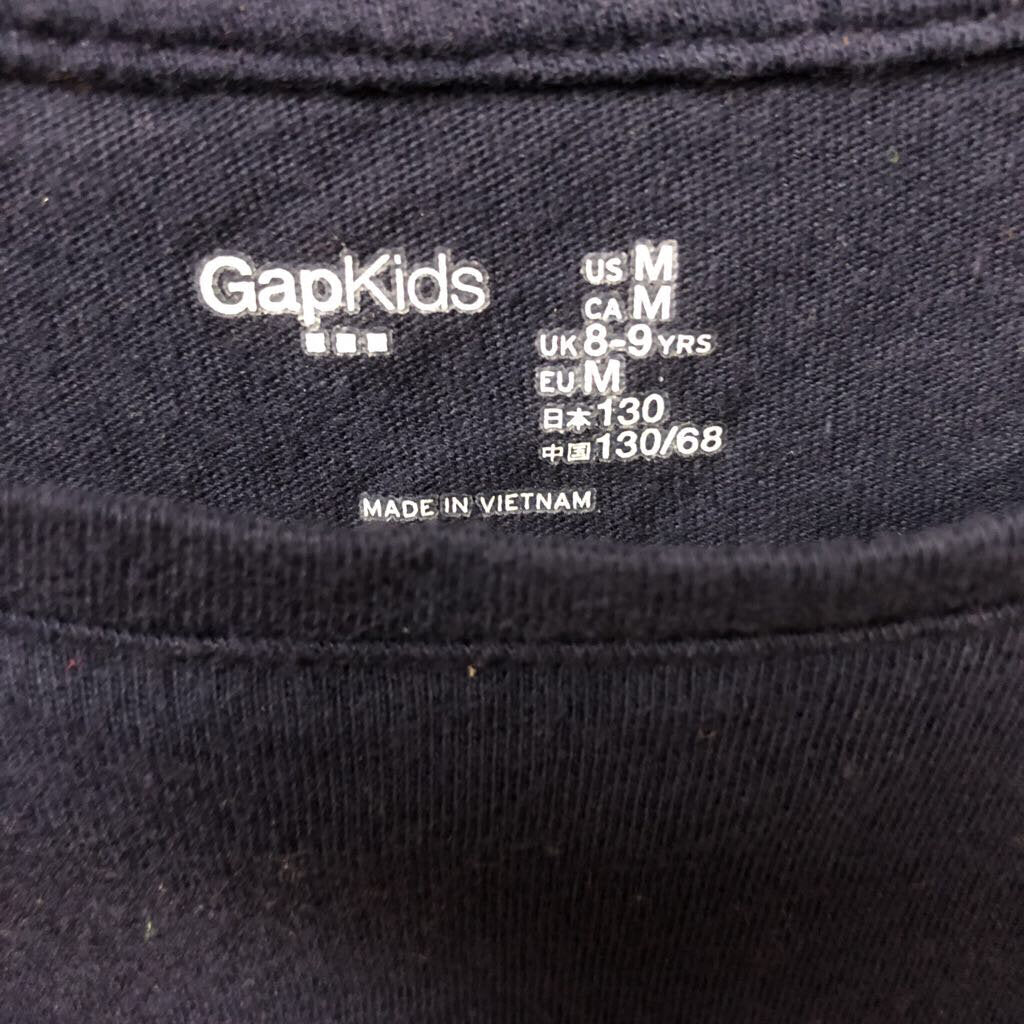 GapKids
US M
CA M
UK 8-9 YRS
EU M
日本 130
中国 130/68
MADE IN VIETNAM